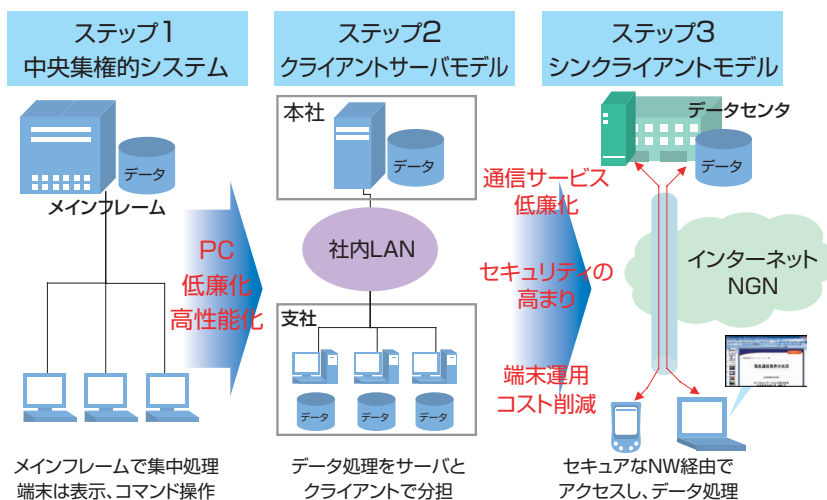 ステップ1
中央集権的システム
データ
メインフレーム
PC
低廉化
高性能化
メインフレームで集中処理
端末は表示、コマンド操作
ステップ2
クライアントサーバモデル
本社
データ
社内LAN
支社
データ
データ
データ
データ処理をサーバと
クライアントで分担
通信サービス
低廉化
セキュリティの
高まり
端末運用
コスト削減
ステップ3
シンクライアントモデル
データセンタ
データ
インターネット
NGN
セキュアなNW経由で
アクセスし、データ処理